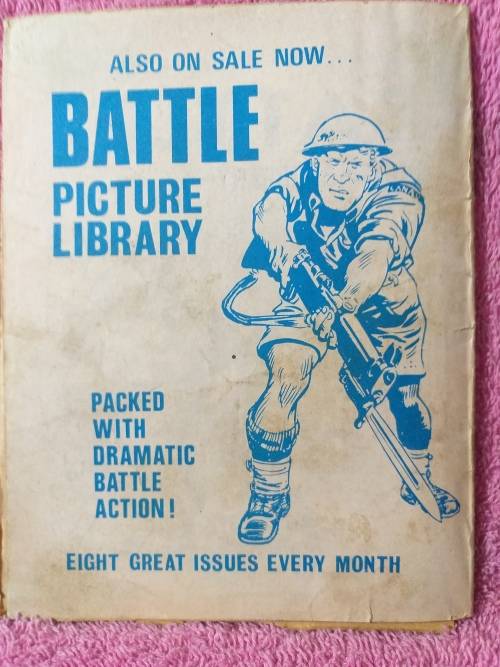 ALSO ON SALE NOW...
BATTLE
PICTURE
LIBRARY
PACKED
WITH
DRAMATIC
BATTLE
ACTION!
EIGHT GREAT ISSUES EVERY MONTH